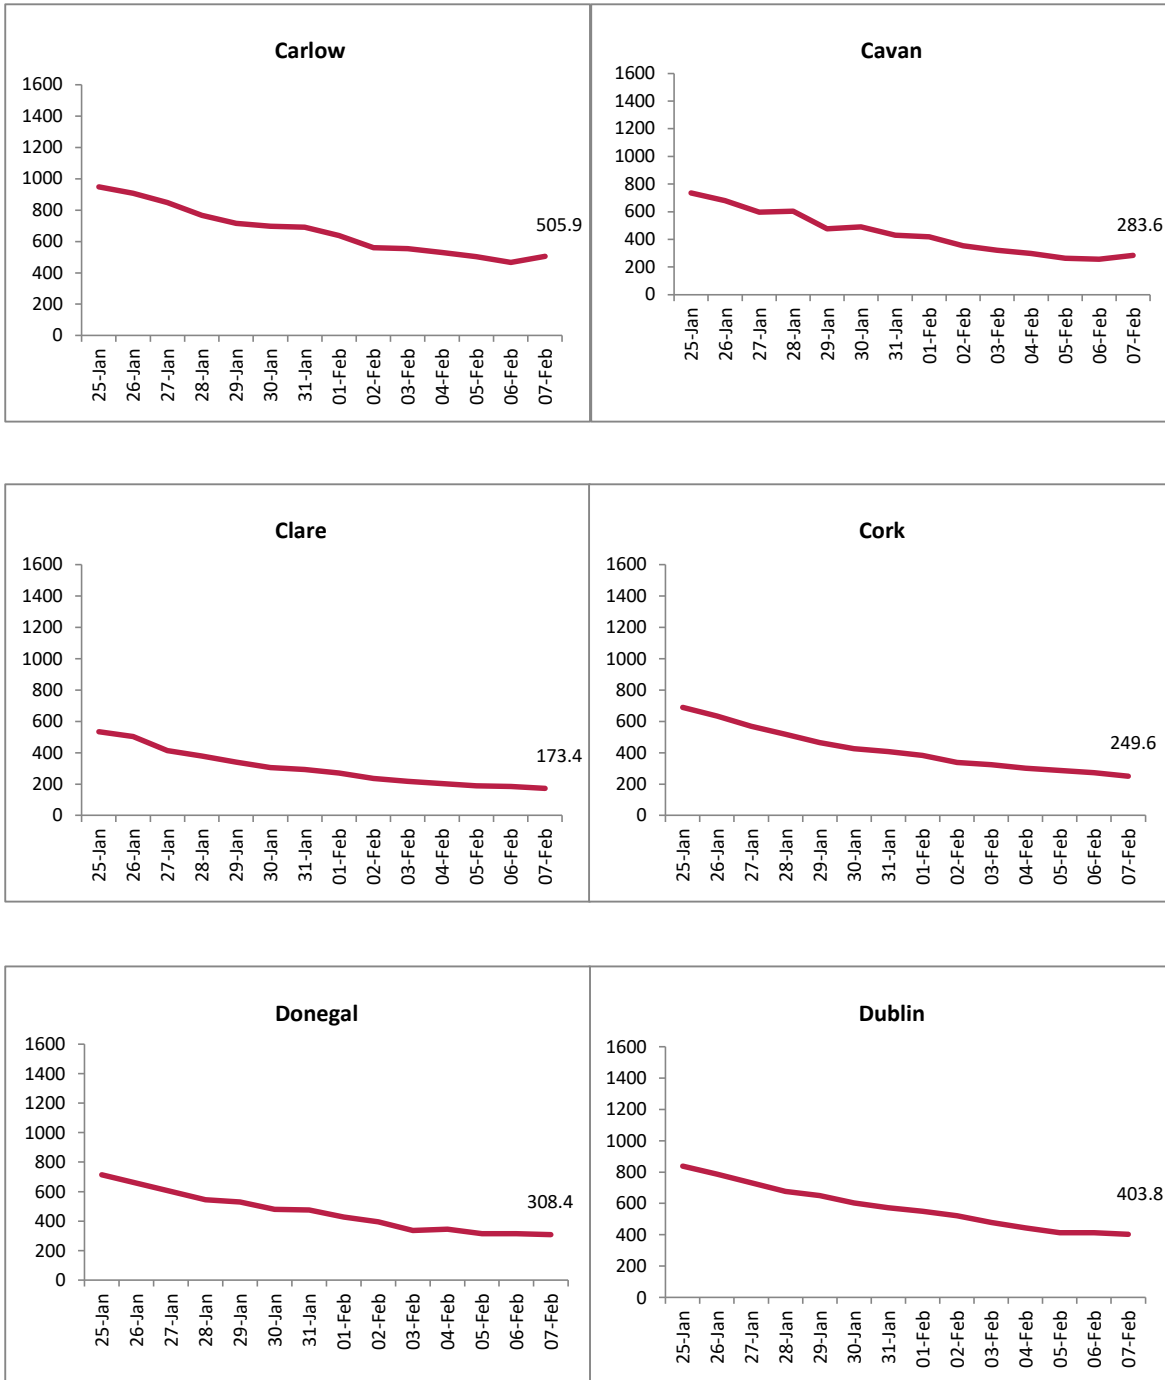 Carlow
1600
1400
1200
1000
800
600
400
200
0
505.9
25-Jan
26-Jan
27-Jan
28-Jan
29-Jan
30-Jan
31-Jan
01-Feb
02-Feb
03-Feb
04-Feb
05-Feb
06-Feb
07-Feb
Cavan
1600
1400
1200
1000
800
600
400
200
0
283.6
25-Jan
26-Jan
27-Jan
28-Jan
29-Jan
30-Jan
31-Jan
01-Feb
02-Feb
03-Feb
04-Feb
05-Feb
06-Feb
07-Feb
Clare
1600
1400
1200
1000
800
600
400
200
0
173.4
25-Jan
26-Jan
27-Jan
28-Jan
29-Jan
30-Jan
31-Jan
01-Feb
02-Feb
03-Feb
04-Feb
05-Feb
06-Feb
07-Feb
Cork
1600
1400
1200
1000
800
600
400
200
0
249.6
25-Jan
26-Jan
27-Jan
28-Jan
29-Jan
30-Jan
31-Jan
01-Feb
02-Feb
03-Feb
04-Feb
05-Feb
06-Feb
07-Feb
Donegal
1600
1400
1200
1000
800
600
400
200
0
308.4
25-Jan
26-Jan
27-Jan
28-Jan
29-Jan
30-Jan
31-Jan
01-Feb
02-Feb
03-Feb
04-Feb
05-Feb
06-Feb
07-Feb
Dublin
1600
1400
1200
1000
800
600
400
200
0
403.8
25-Jan
26-Jan
27-Jan
28-Jan
29-Jan
30-Jan
31-Jan
01-Feb
02-Feb
03-Feb
04-Feb
05-Feb
06-Feb
07-Feb